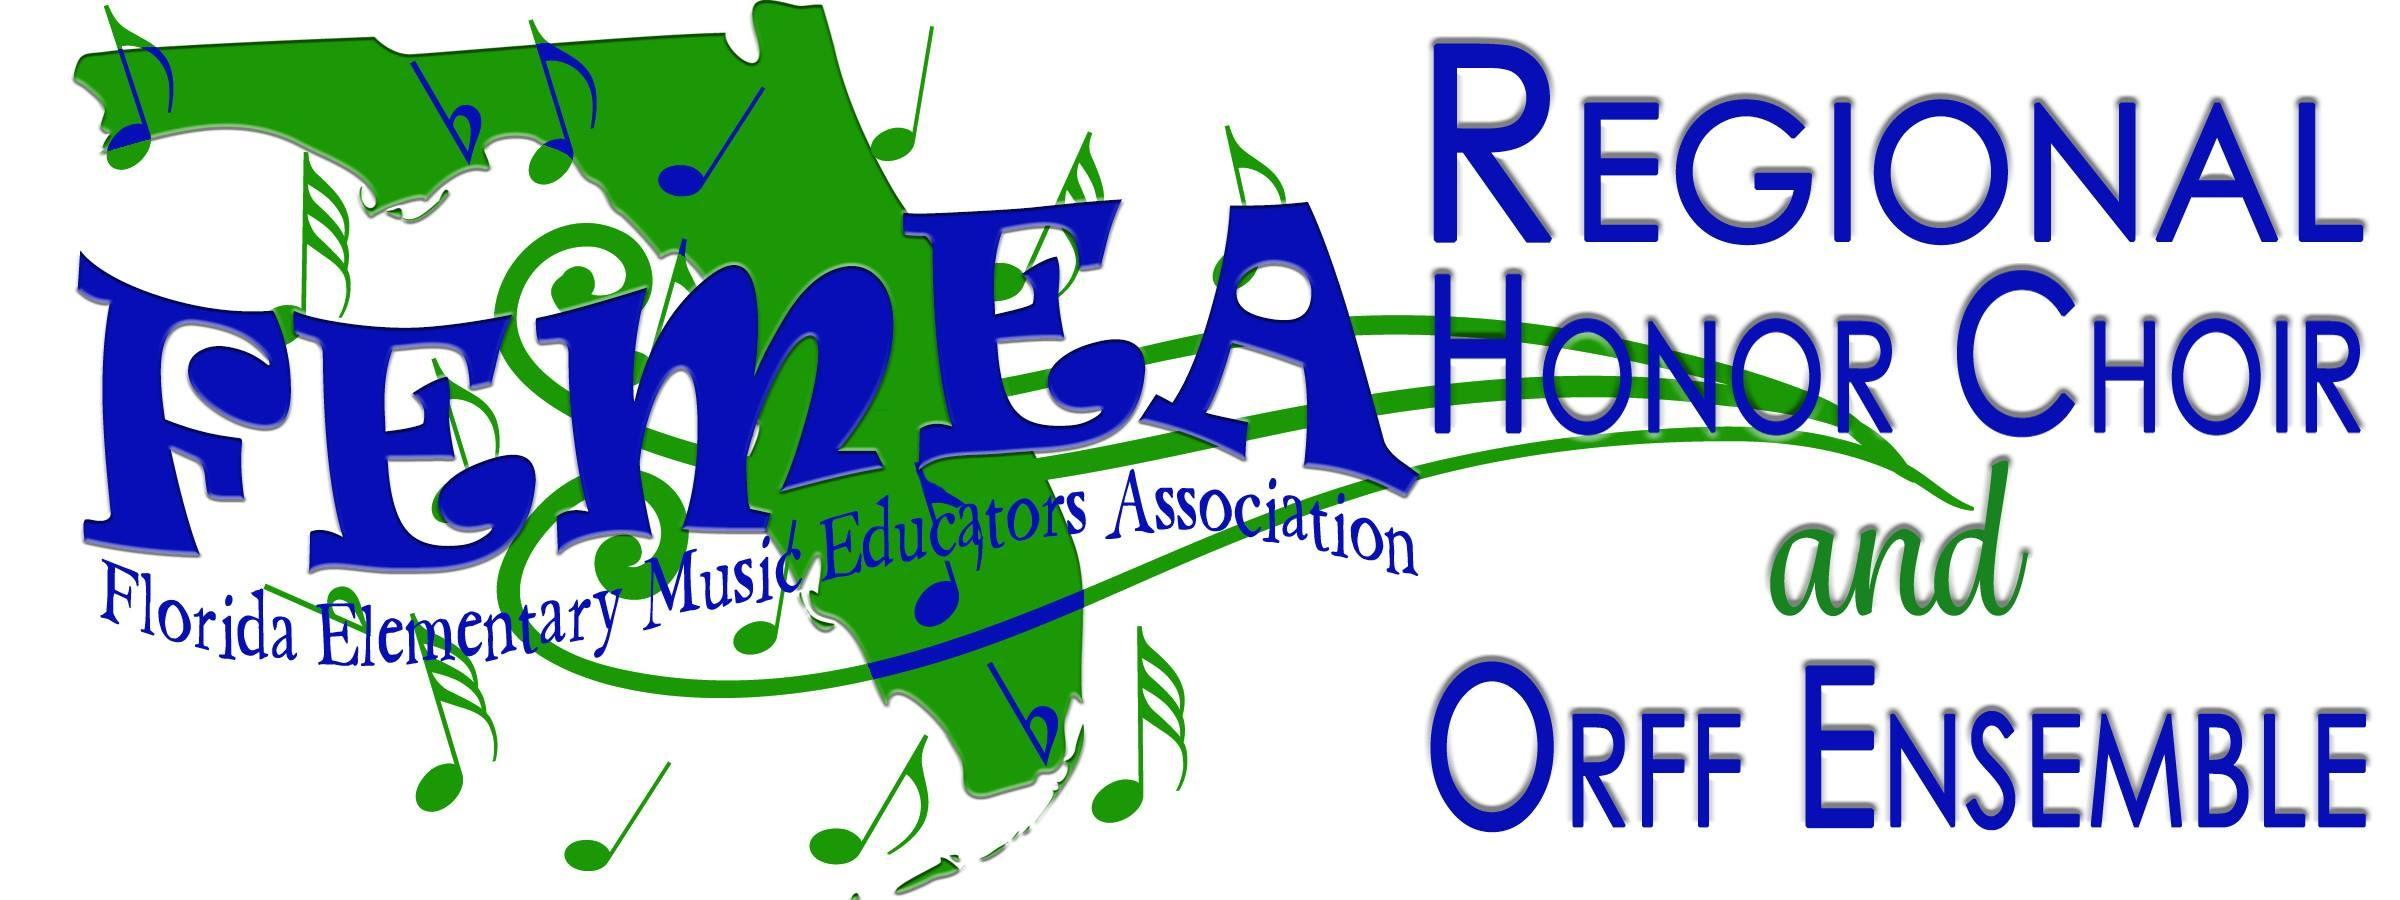 FEmEA
Florida Elementary Music Educators Association
REGIONAL
HONOR CHOIR
and
ORFF ENSEMBLE